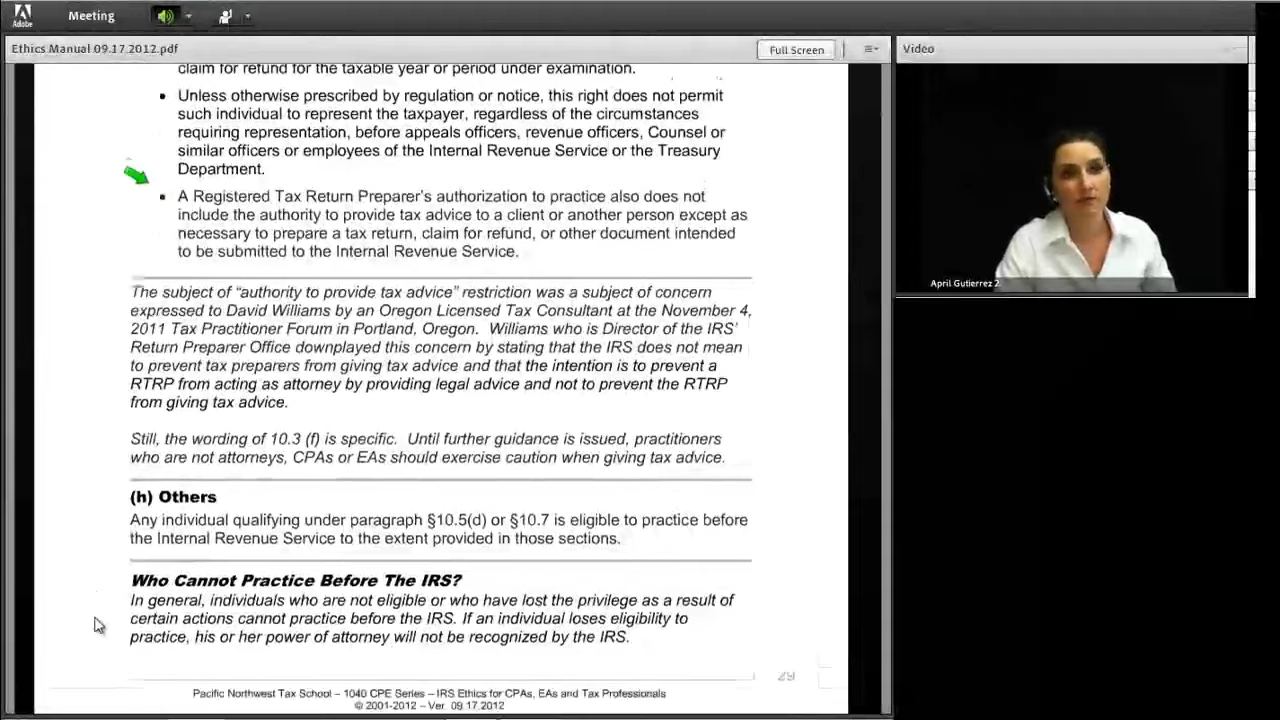 Adobe
Meeting
Ethics Manual 09.17.2012.pdf
Full Screen
Video
claim for refund for the taxable year or period under examination.
Unless otherwise prescribed by regulation or notice, this right does not permit
such individual to represent the taxpayer, regardless of the circumstances
requiring representation, before appeals officers, revenue officers, Counsel or
similar officers or employees of the Internal Revenue Service or the Treasury
Department.
A Registered Tax Return Preparer's authorization to practice also does not
include the authority to provide tax advice to a client or another person except as
necessary to prepare a tax return, claim for refund, or other document intended
to be submitted to the Internal Revenue Service.
The subject of "authority to provide tax advice" restriction was a subject of concern
expressed to David Williams by an Oregon Licensed Tax Consultant at the November 4,
2011 Tax Practitioner Forum in Portland, Oregon. Williams who is Director of the IRS'
Return Preparer Office downplayed this concern by stating that the IRS does not mean
to prevent tax preparers from giving tax advice and that the intention is to prevent a
RTRP from acting as attorney by providing legal advice and not to prevent the RTRP
from giving tax advice.
Still, the wording of 10.3 (f) is specific. Until further guidance is issued, practitioners
who are not attorneys, CPAs or EAs should exercise caution when giving tax advice.
(h) Others
Any individual qualifying under paragraph §10.5(d) or §10.7 is eligible to practice before
the Internal Revenue Service to the extent provided in those sections.
Who Cannot Practice Before The IRS?
In general, individuals who are not eligible or who have lost the privilege as a result of
certain actions cannot practice before the IRS. If an individual loses eligibility to
practice, his or her power of attorney will not be recognized by the IRS.
29
Pacific Northwest Tax School – 1040 CPE Series – IRS Ethics for CPAs, EAs and Tax Professionals
© 2001-2012 – Ver. 09.17.2012
April Gutierrez 2